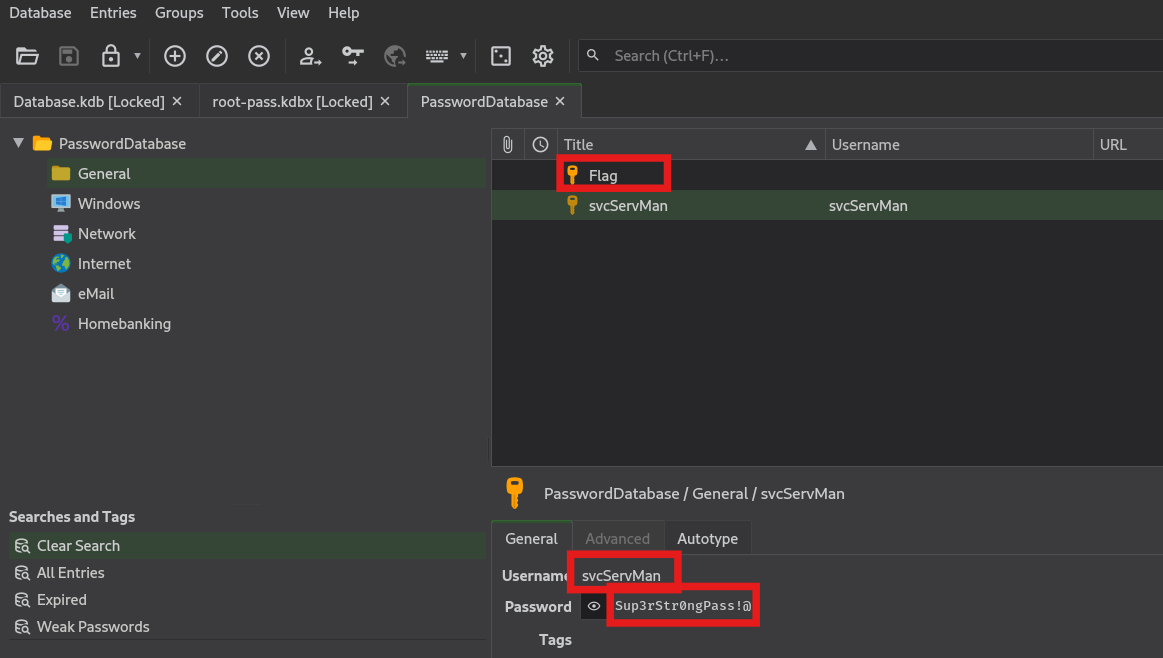 Database Entries Groups Tools View Help
Search (Ctrl+F)...
Database.kdb [Locked] × root-pass.kdbx [Locked] × PasswordDatabase ×
PasswordDatabase
General
Windows
Network
Internet
eMail
Homebanking
Title Username URL
Flag
svcServMan svcServMan
PasswordDatabase / General / svcServMan
General Advanced Autotype
Username svcServMan
Password Sup3rStr0ngPass!@
Tags
Searches and Tags
Clear Search
All Entries
Expired
Weak Passwords